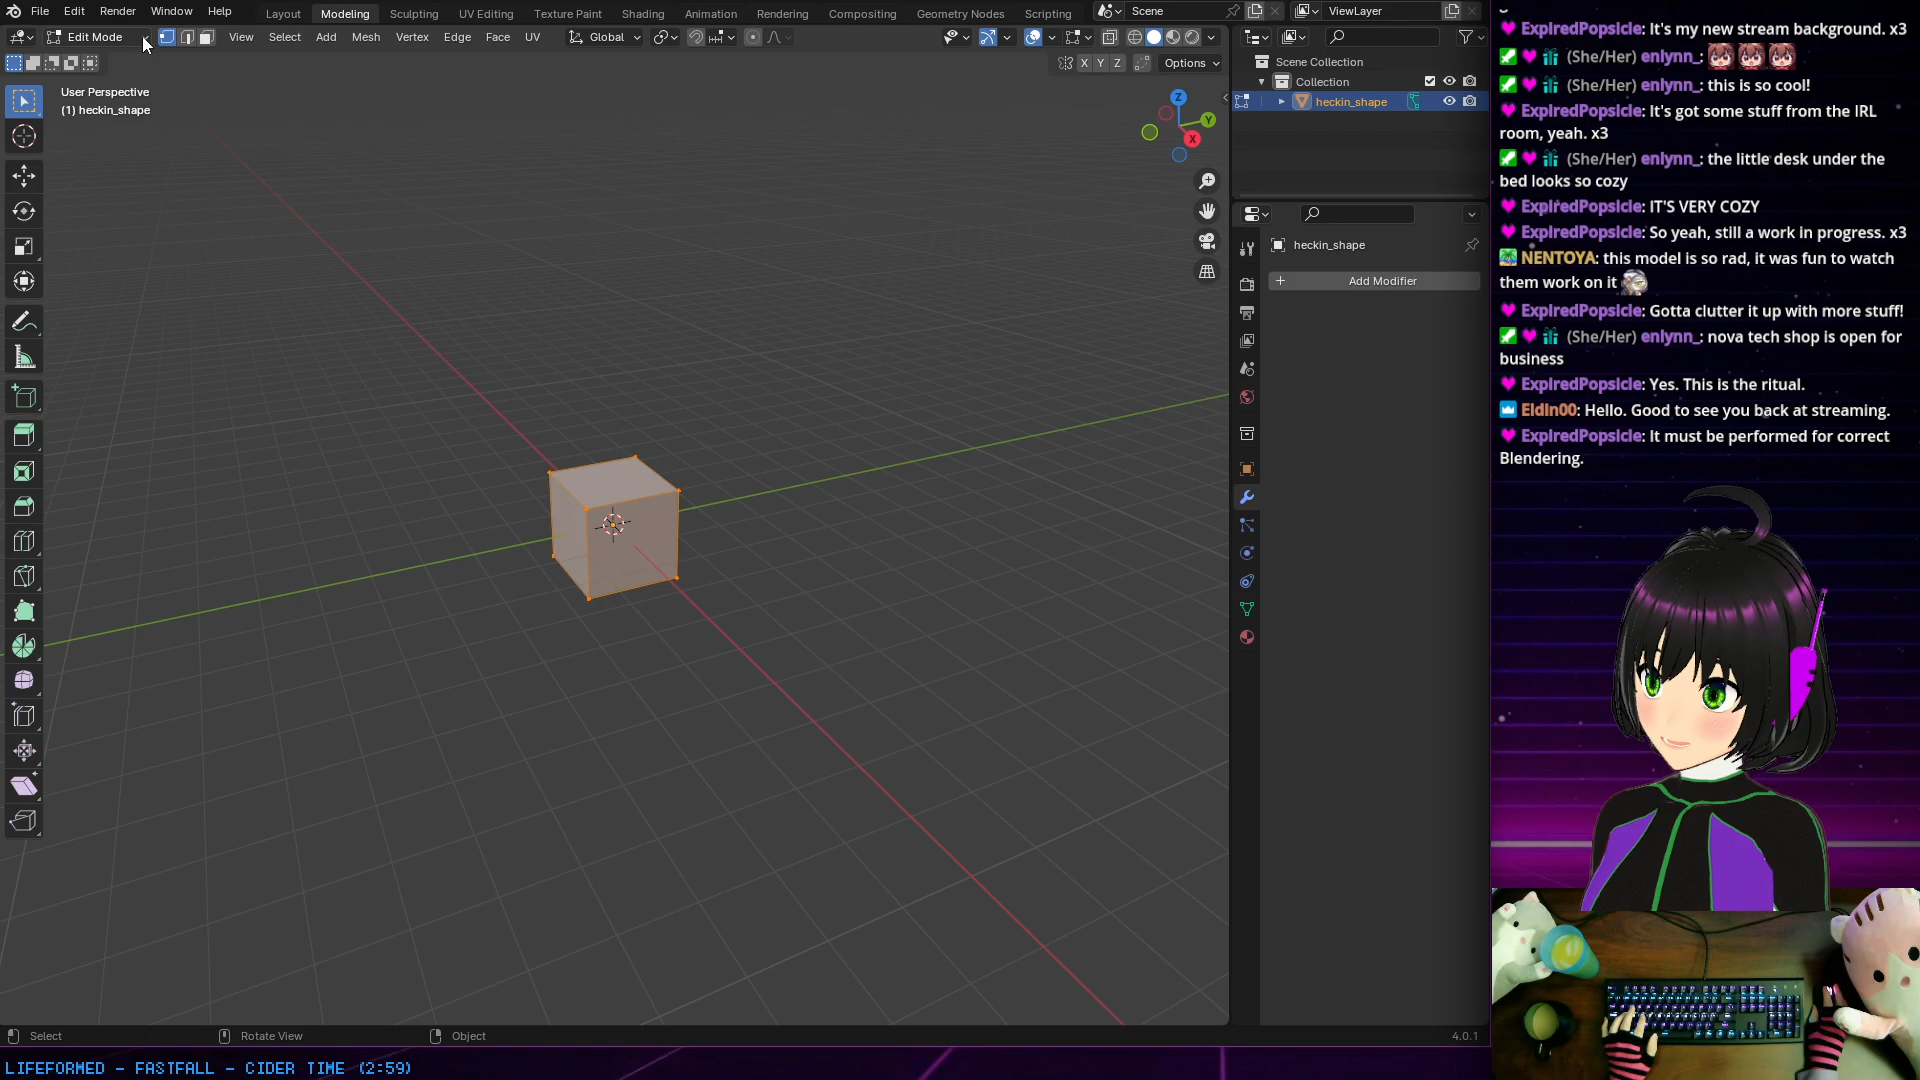 File Edit Render Window Help Layout Modeling Sculpting UV Editing Texture Paint Shading Animation Rendering Compositing Geometry Nodes Scripting Scene ViewLayer
Edit Mode View Select Add Mesh Vertex Edge Face UV Global
X Y Z Options
User Perspective
(1) heckin_shape
Z
Y
X
Scene Collection
Collection
heckin_shape
heckin_shape
Add Modifier
Select Rotate View Object 4.0.1
LIFEFORMED - FASTFALL - CIDER TIME (2:59)
ExpiredPopsicle: It's my new stream background. x3
(She/Her) enlynn_:
(She/Her) enlynn_: this is so cool!
ExpiredPopsicle: It's got some stuff from the IRL
room, yeah. x3
(She/Her) enlynn_: the little desk under the
bed looks so cozy
ExpiredPopsicle: IT'S VERY COZY
ExpiredPopsicle: So yeah, still a work in progress. x3
NENTOYA: this model is so rad, it was fun to watch
them work on it
ExpiredPopsicle: Gotta clutter it up with more stuff!
(She/Her) enlynn_: nova tech shop is open for
business
ExpiredPopsicle: Yes. This is the ritual.
Eldin00: Hello. Good to see you back at streaming.
ExpiredPopsicle: It must be performed for correct
Blendering.